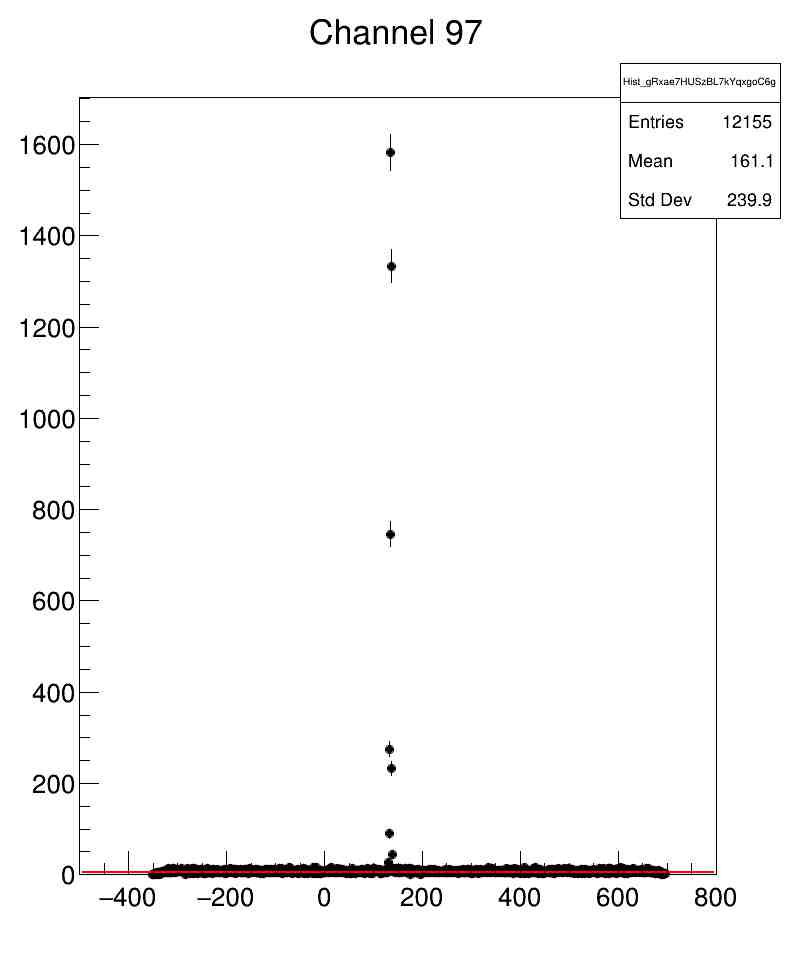 Channel 97
Hist_gRxae7HUSzBL7kYqxgoC6g
Entries 12155
Mean 161.1
Std Dev 239.9
1600
1400
1200
1000
800
600
400
200
0
−400 −200 0 200 400 600 800